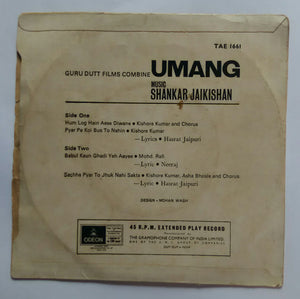 TAE 1661
GURU DUTT FILMS COMBINE UMANG
MUSIC
SHANKAR JAIKISHAN
Side One
Hum Log Hain Aese Diwane • Kishore Kumar and Chorus
Pyar Pe Koi Bus To Nahin • Kishore Kumar
—Lyrics • Hasrat Jaipuri
Side Two
Babul Kaun Ghadi Yeh Aayee • Mohd. Rafi
—Lyric • Neeraj
Sachhe Pyar To Jhuk Nahi Sakte • Kishore Kumar, Asha Bhosle and Chorus
—Lyric • Hasrat Jaipuri
DESIGN - MOHAN WAGH
ODEON
45 R.P.M. EXTENDED PLAY RECORD
THE GRAMOPHONE COMPANY OF INDIA LIMITED